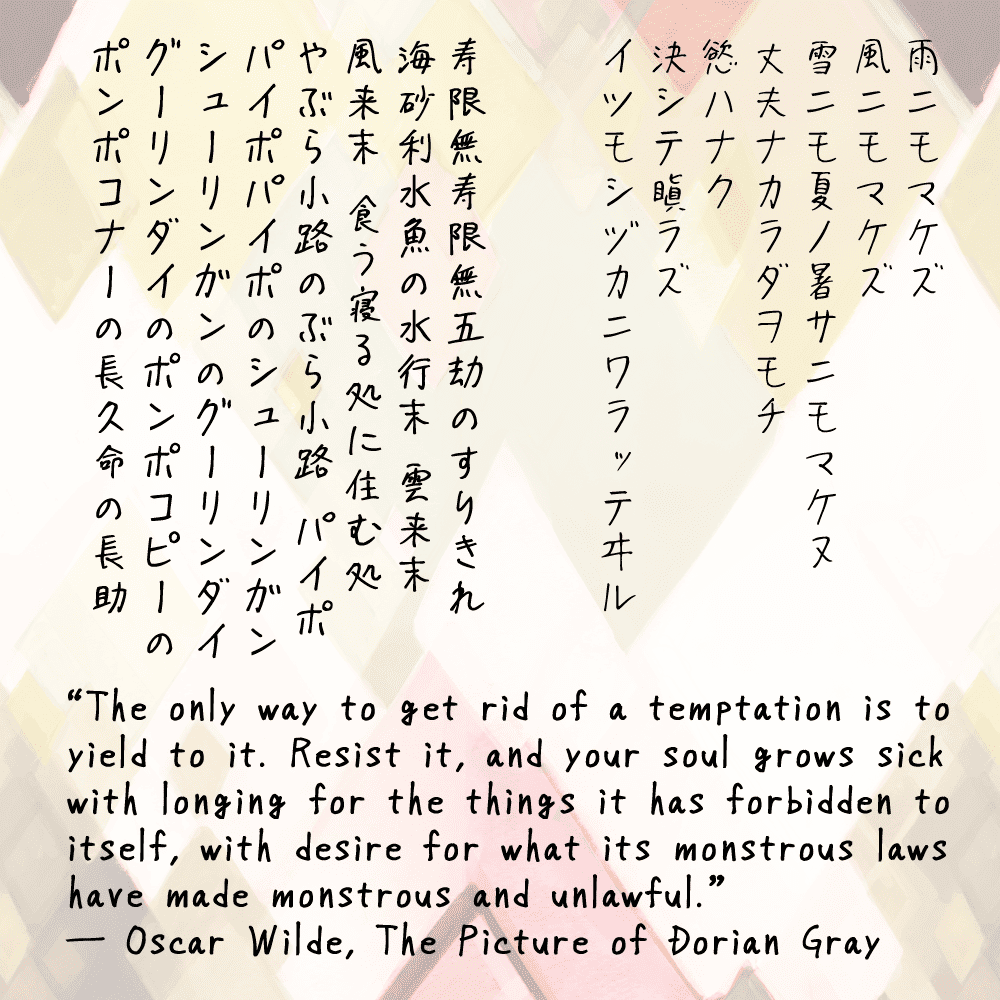 雨ニモマケズ
風ニモマケズ
雪ニモ夏ノ暑サニモマケヌ
丈夫ナカラダヲモチ
慾ハナク
決シテ瞋ラズ
イツモシヅカニワラッテヰル
寿限無寿限無五劫のすりきれ
海砂利水魚の水行末 雲来末
風来末 食う寝る処に住む処
やぶら小路のぶら小路 パイポ
パイポパイポのシューリンガン
シューリンガンのグーリンダイ
グーリンダイのポンポコピーの
ポンポコナーの長久命の長助
“The only way to get rid of a temptation is to
yield to it. Resist it, and your soul grows sick
with longing for the things it has forbidden to
itself, with desire for what its monstrous laws
have made monstrous and unlawful.”
— Oscar Wilde, The Picture of Dorian Gray